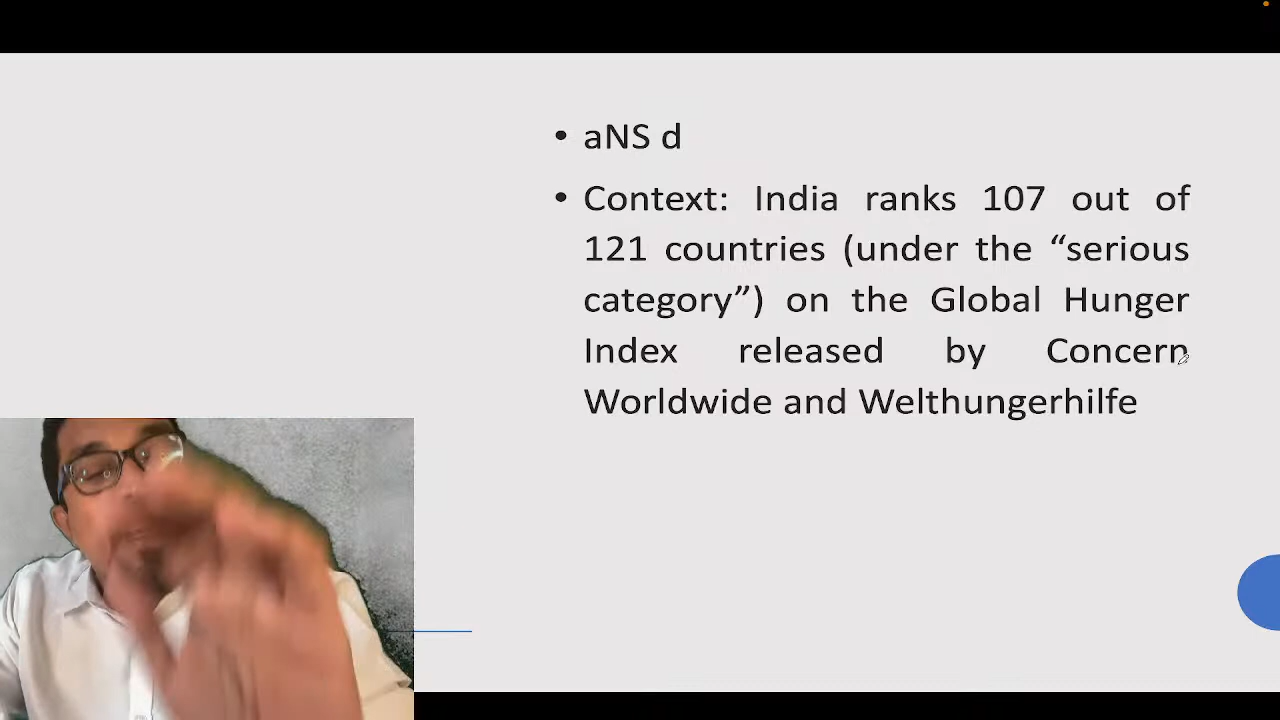 • aNS d
• Context: India ranks 107 out of
121 countries (under the “serious
category”) on the Global Hunger
Index released by Concern
Worldwide and Welthungerhilfe